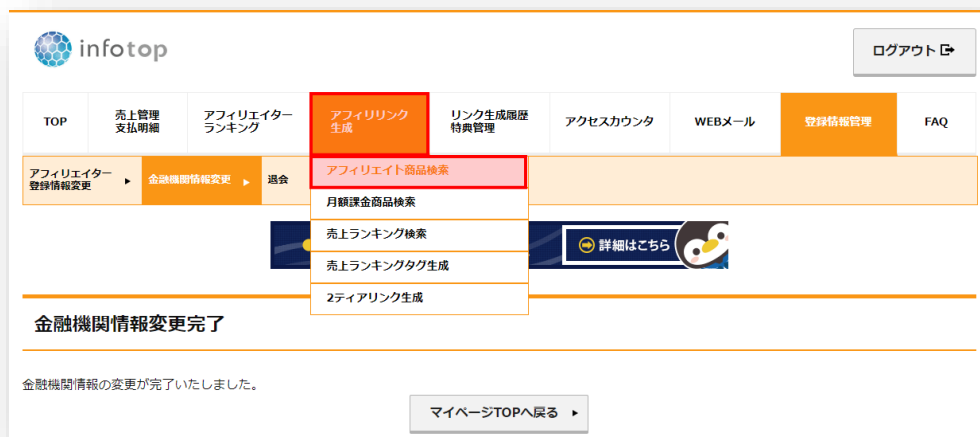 infotop
ログアウト
TOP
売上管理
支払明細
アフィリエイター
ランキング
アフィリリンク
生成
リンク生成履歴
特典管理
アクセスカウンタ
WEBメール
登録情報管理
FAQ
アフィリエイター
登録情報変更
金融機関情報変更
退会
アフィリエイト商品検索
月額課金商品検索
売上ランキング検索
売上ランキングタグ生成
2ティアリンク生成
詳細はこちら
金融機関情報変更完了
金融機関情報の変更が完了いたしました。
マイページTOPへ戻る